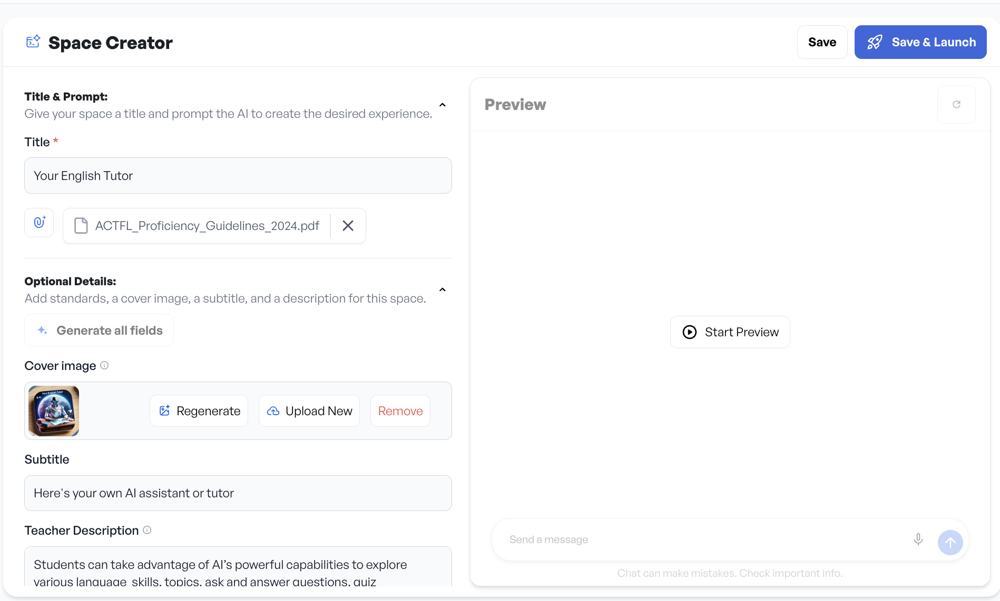 Space Creator
Save
Save & Launch
Title & Prompt:
Give your space a title and prompt the AI to create the desired experience.
Title *
Your English Tutor
ACTFL_Proficiency_Guidelines_2024.pdf
Optional Details:
Add standards, a cover image, a subtitle, and a description for this space.
Generate all fields
Cover image
Your English Tutor
AI
Regenerate
Upload New
Remove
Subtitle
Here's your own AI assistant or tutor
Teacher Description
Students can take advantage of AI’s powerful capabilities to explore
various language  skills, topics, ask and answer questions, quiz
Preview
Start Preview
Send a message
Chat can make mistakes. Check important info.